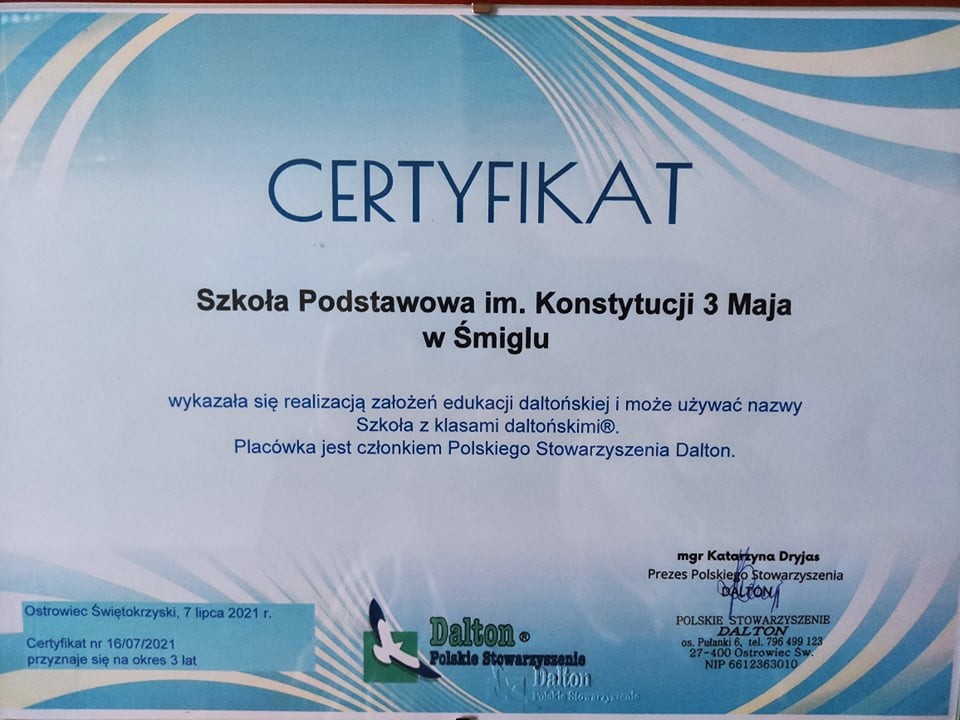 CERTYFIKAT
Szkoła Podstawowa im. Konstytucji 3 Maja
w Śmiglu
wykazała się realizacją założeń edukacji daltońskiej i może używać nazwy
Szkoła z klasami daltońskimi®.
Placówka jest członkiem Polskiego Stowarzyszenia Dalton.
mgr Katarzyna Dryjas
Prezes Polskiego Stowarzyszenia
DALTON
POLSKIE STOWARZYSZENIE
DALTON
os. Pułanki 6, tel. 796 499 123
27-400 Ostrowiec Św.
NIP 6612363010
Ostrowiec Świętokrzyski, 7 lipca 2021 r.
Certyfikat nr 16/07/2021
przyznaje się na okres 3 lat
Dalton ®
Polskie Stowarzyszenie
Dalton
Polskie Stowarzyszenie